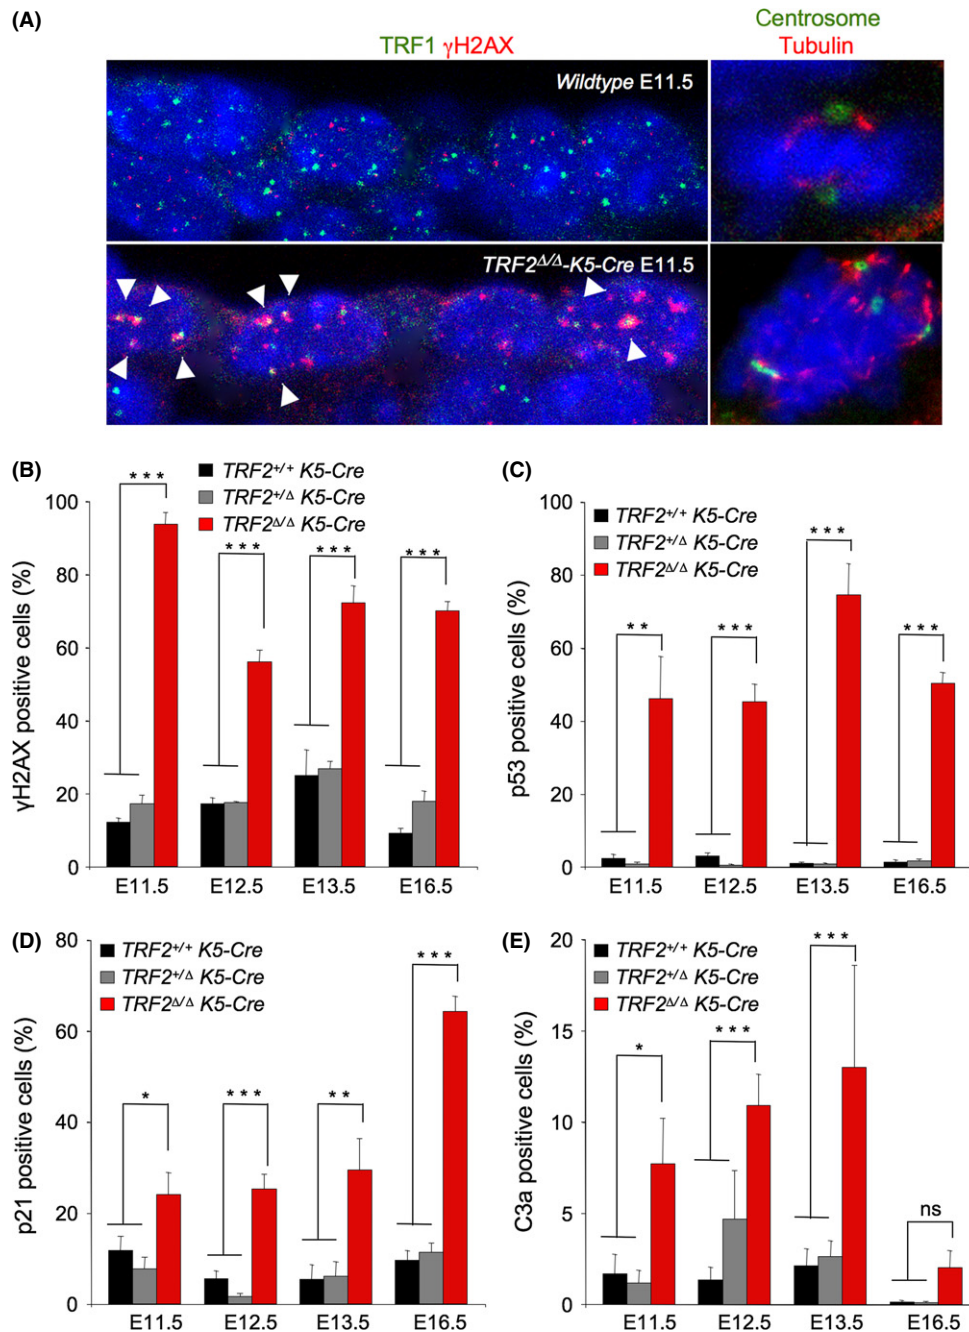 (A)
TRF1 γH2AX
Centrosome
Tubulin
Wildtype E11.5
TRF2Δ/Δ-K5-Cre E11.5
(B)
TRF2+/+ K5-Cre
TRF2+/Δ K5-Cre
TRF2Δ/Δ K5-Cre
γH2AX positive cells (%)
100
80
60
40
20
0
***
***
***
***
E11.5 E12.5 E13.5 E16.5
(C)
TRF2+/+ K5-Cre
TRF2+/Δ K5-Cre
TRF2Δ/Δ K5-Cre
p53 positive cells (%)
100
80
60
40
20
0
**
***
***
***
E11.5 E12.5 E13.5 E16.5
(D)
TRF2+/+ K5-Cre
TRF2+/Δ K5-Cre
TRF2Δ/Δ K5-Cre
p21 positive cells (%)
80
60
40
20
0
*
***
**
***
E11.5 E12.5 E13.5 E16.5
(E)
TRF2+/+ K5-Cre
TRF2+/Δ K5-Cre
TRF2Δ/Δ K5-Cre
C3a positive cells (%)
20
15
10
5
0
*
***
***
ns
E11.5 E12.5 E13.5 E16.5